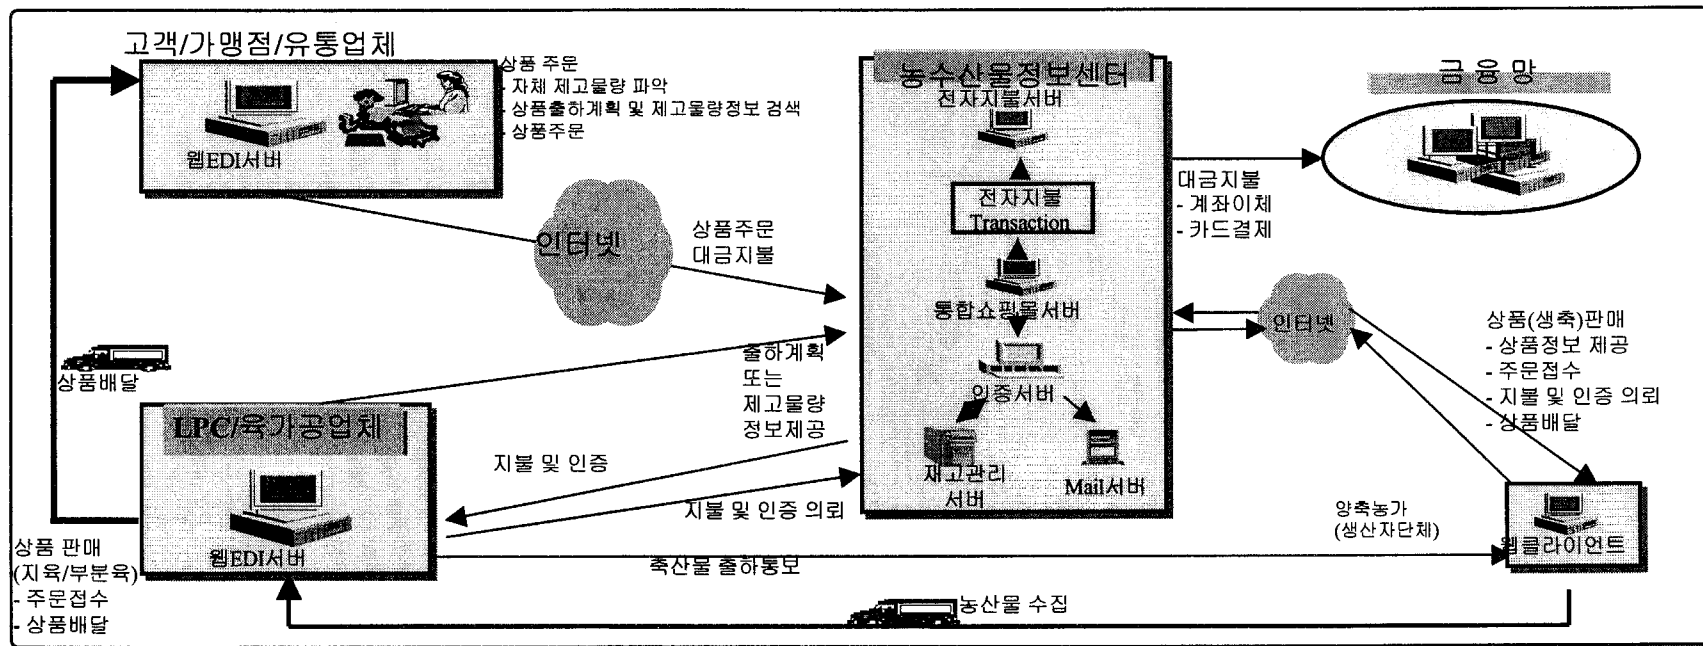 고객/가맹점/유통업체
상품 주문
- 자체 제고물량 파악
- 상품출하계획 및 제고물량정보 검색
- 상품주문
웹EDI서버
인터넷
상품주문
대금지불
농수산물정보센터
전자지불서버
전자지불
Transaction
통합쇼핑몰서버
인증서버
재고관리
서버
Mail서버
금 융 망
대금지불
- 계좌이체
- 카드결제
인터넷
상품(생축)판매
- 상품정보 제공
- 주문접수
- 지불 및 인증 의뢰
- 상품배달
상품배달
출하계획
또는
제고물량
정보제공
LPC/육가공업체
웹EDI서버
지불 및 인증
지불 및 인증 의뢰
양축농가
(생산자단체)
웹클라이언트
상품 판매
(지육/부분육)
- 주문접수
- 상품배달
축산물 출하통보
농산물 수집